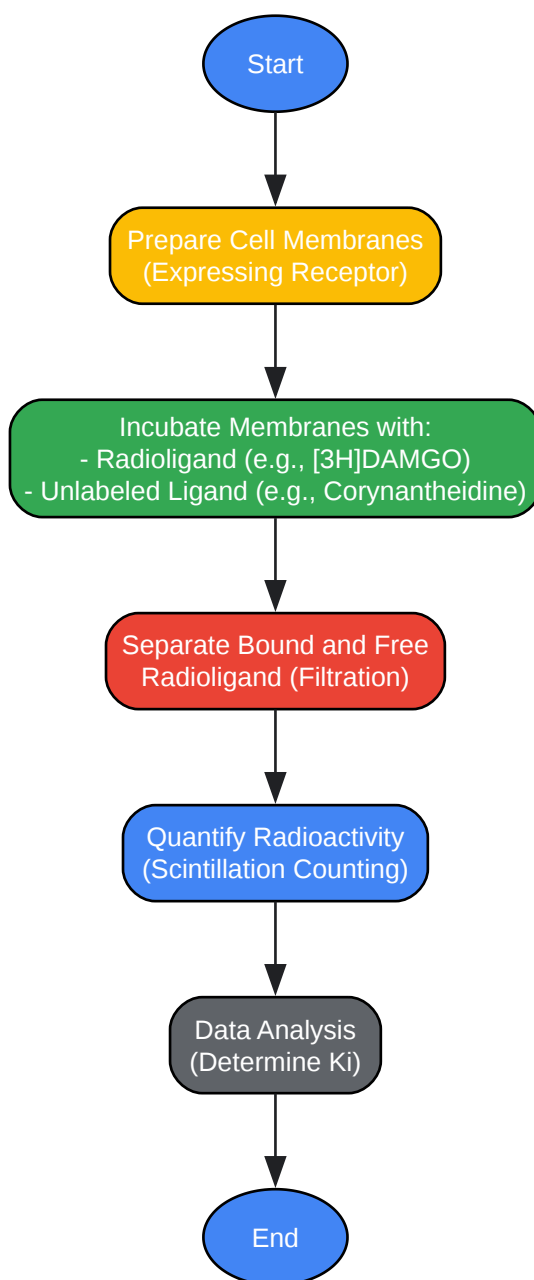 Start
Prepare Cell Membranes
(Expressing Receptor)
Incubate Membranes with:
- Radioligand (e.g., [3H]DAMGO)
- Unlabeled Ligand (e.g., Corynantheidine)
Separate Bound and Free
Radioligand (Filtration)
Quantify Radioactivity
(Scintillation Counting)
Data Analysis
(Determine Ki)
End